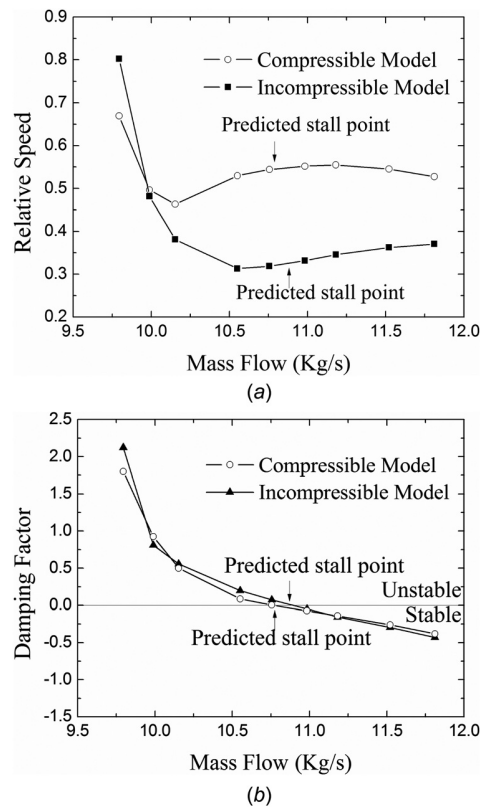 0.9
0.8
0.7
0.6
0.5
0.4
0.3
0.2
Relative Speed
Compressible Model
Incompressible Model
Predicted stall point
Predicted stall point
9.5 10.0 10.5 11.0 11.5 12.0
Mass Flow (Kg/s)
(a)
2.5
2.0
1.5
1.0
0.5
0.0
-0.5
-1.0
-1.5
Damping Factor
Compressible Model
Incompressible Model
Predicted stall point
Unstable
Stable
Predicted stall point
9.5 10.0 10.5 11.0 11.5 12.0
Mass Flow (Kg/s)
(b)